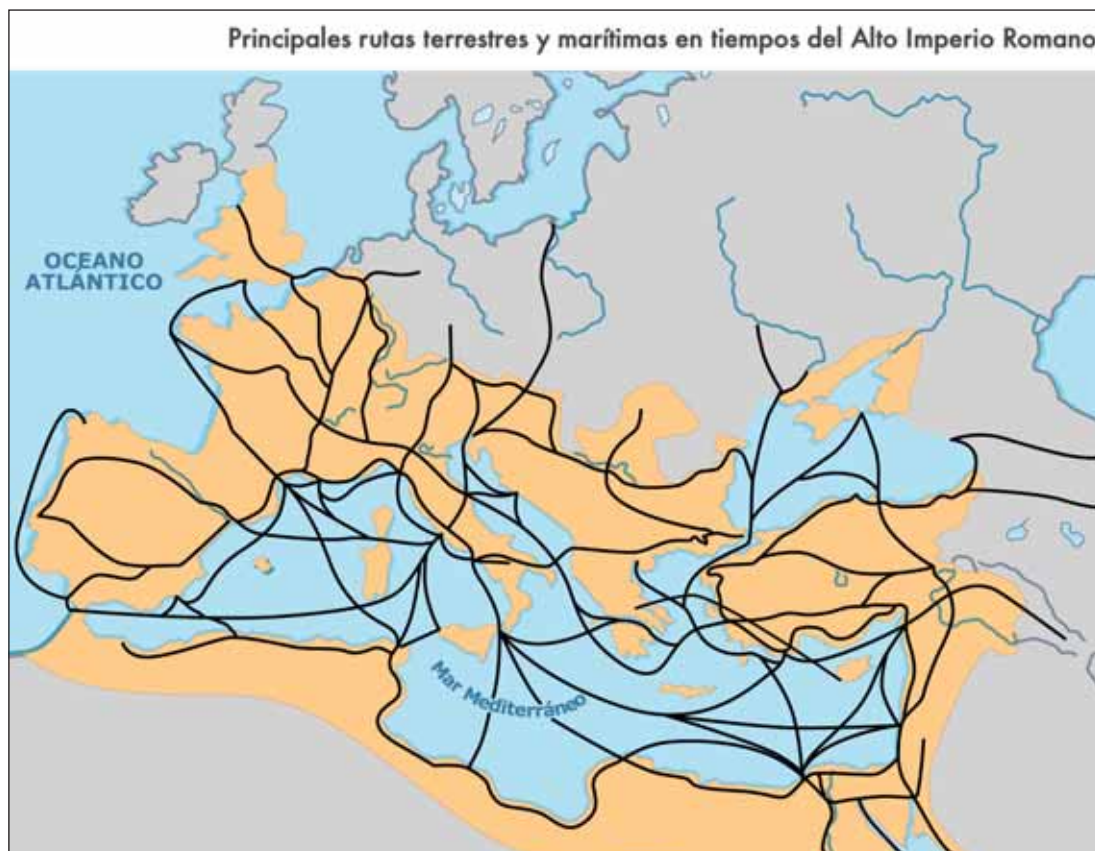 Principales rutas terrestres y marítimas en tiempos del Alto Imperio Romano
OCEANO
ATLÁNTICO
Mar Mediterráneo